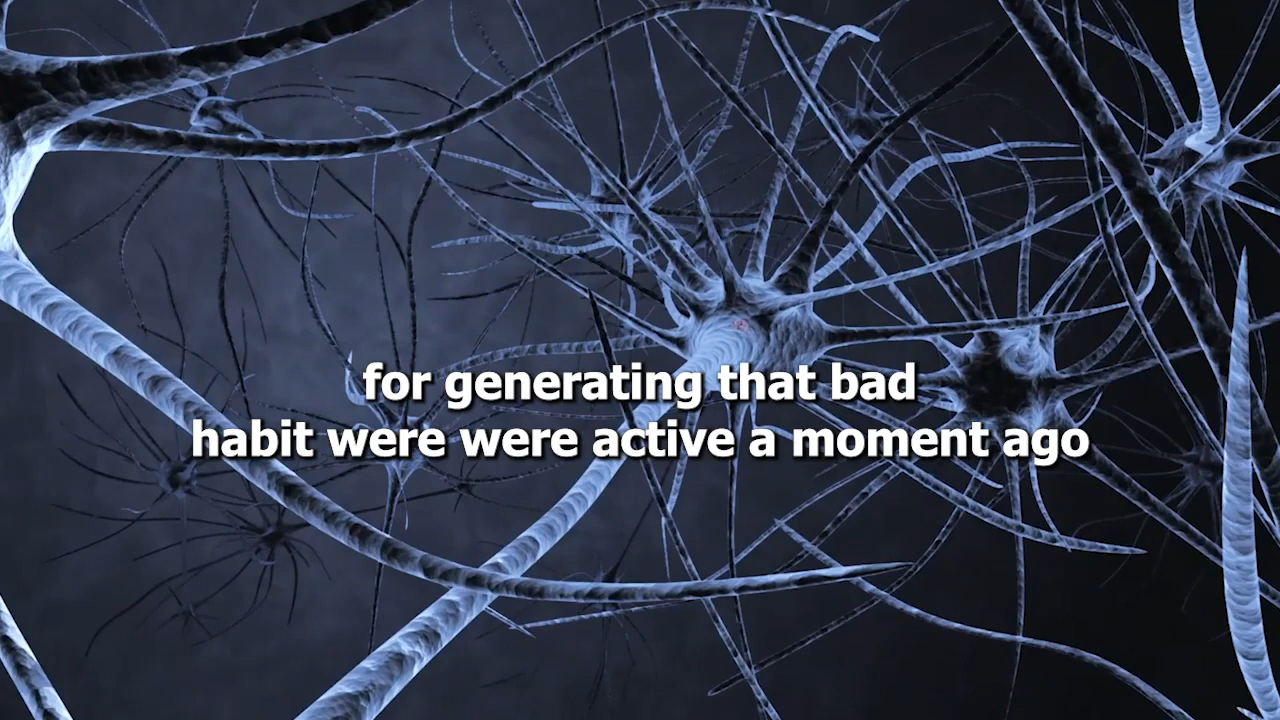 for generating that bad
habit were were active a moment ago